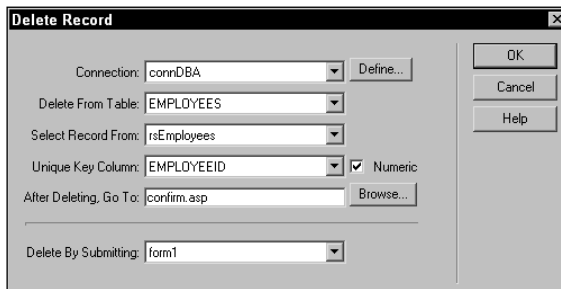 Delete Record
Connection: connDBA Define...
OK
Delete From Table: EMPLOYEES
Cancel
Select Record From: rsEmployees
Help
Unique Key Column: EMPLOYEEID Numeric
After Deleting, Go To: confirm.asp Browse...
Delete By Submitting: form1